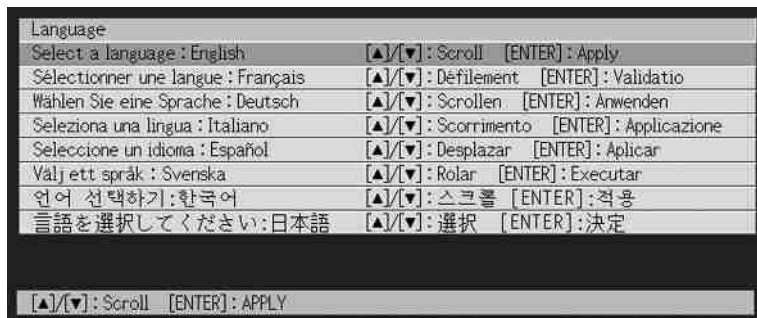 Language
Select a language : English [▲]/[▼] : Scroll [ENTER] : Apply
Sélectionner une langue : Français [▲]/[▼] : Défilement [ENTER] : Validatio
Wählen Sie eine Sprache : Deutsch [▲]/[▼] : Scrollen [ENTER] : Anwenden
Seleziona una lingua : Italiano [▲]/[▼] : Scorrimento [ENTER] : Applicazione
Seleccione un idioma : Español [▲]/[▼] : Desplazar [ENTER] : Aplicar
Välj ett språk : Svenska [▲]/[▼] : Rolar [ENTER] : Executar
언어 선택하기:한국어 [▲]/[▼] : 스크롤 [ENTER]:적용
言語を選択してください:日本語 [▲]/[▼] : 選択 [ENTER]:決定
[▲]/[▼] : Scroll [ENTER] : APPLY